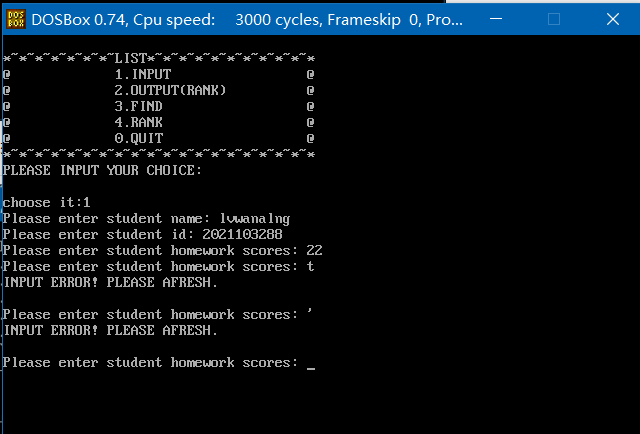 DOS BOX
DOSBox 0.74, Cpu speed: 3000 cycles, Frameskip 0, Pro...
*~*~*~*~*~*~*~LIST*~*~*~*~*~*~*~*~*~*~*
@ 1.INPUT @
@ 2.OUTPUT(RANK) @
@ 3.FIND @
@ 4.RANK @
@ 0.QUIT @
*~*~*~*~*~*~*~*~*~*~*~*~*~*~*~*~*~*~*~*
PLEASE INPUT YOUR CHOICE:
choose it:1
Please enter student name: lvwanalng
Please enter student id: 2021103288
Please enter student homework scores: 22
Please enter student homework scores: t
INPUT ERROR! PLEASE AFRESH.
Please enter student homework scores: '
INPUT ERROR! PLEASE AFRESH.
Please enter student homework scores: _